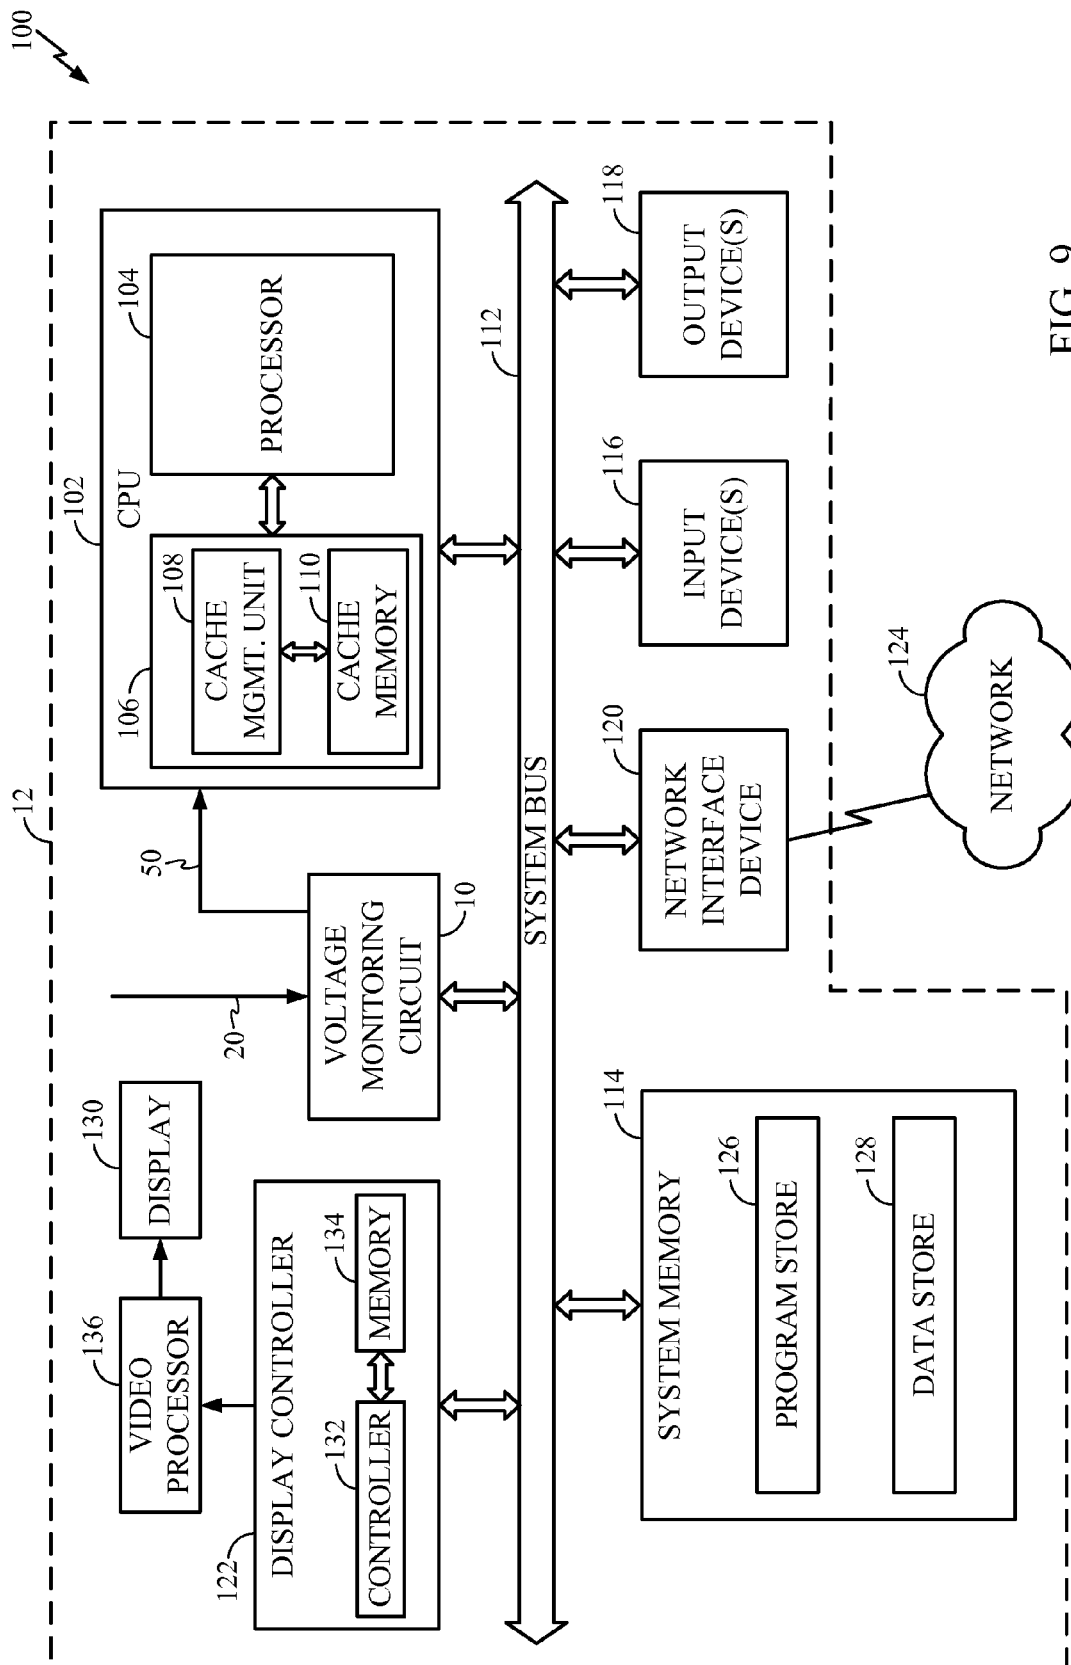 100
12
136
VIDEO
PROCESSOR
130
DISPLAY
20
50
102
CPU
104
PROCESSOR
106
108
CACHE
MGMT. UNIT
110
CACHE
MEMORY
122
DISPLAY CONTROLLER
132
CONTROLLER
134
MEMORY
VOLTAGE
MONITORING
CIRCUIT
10
SYSTEM BUS
112
114
SYSTEM MEMORY
126
PROGRAM STORE
128
DATA STORE
120
NETWORK
INTERFACE
DEVICE
116
INPUT
DEVICE(S)
118
OUTPUT
DEVICE(S)
124
NETWORK
FIG. 9